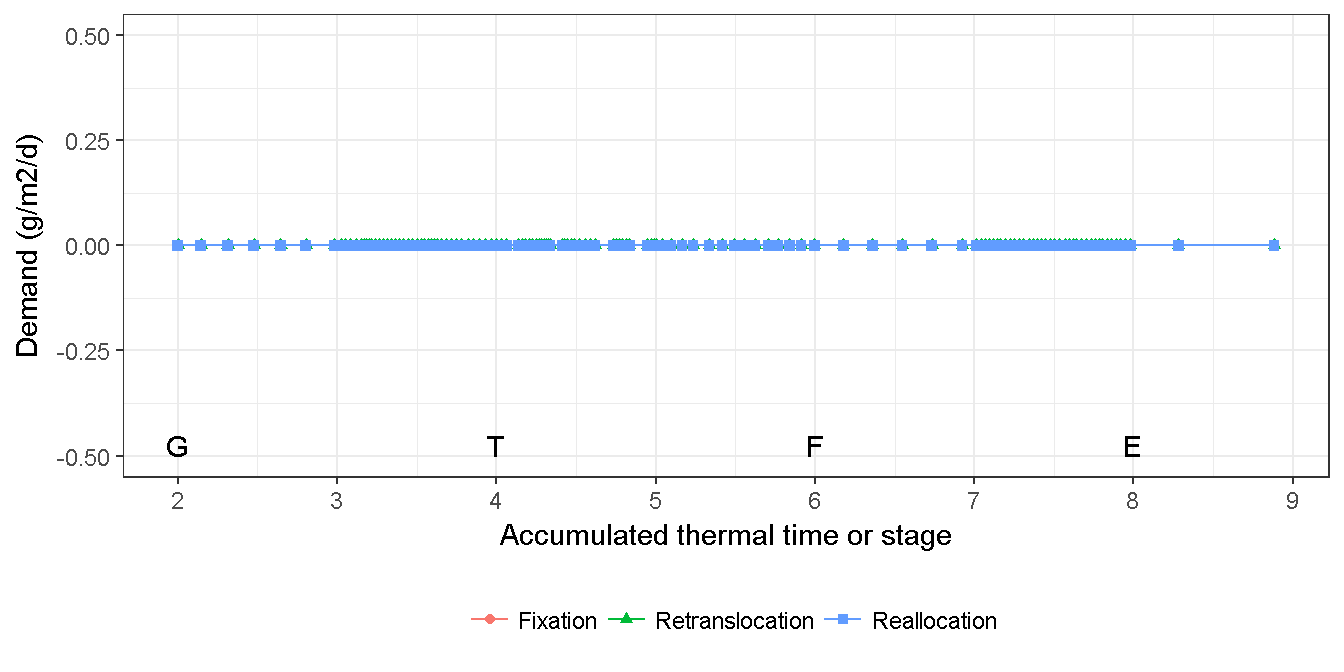 0.50
0.25
0.00
-0.25
-0.50
Demand (g/m2/d)
G T F E
2 3 4 5 6 7 8 9
Accumulated thermal time or stage
Fixation Retranslocation Reallocation